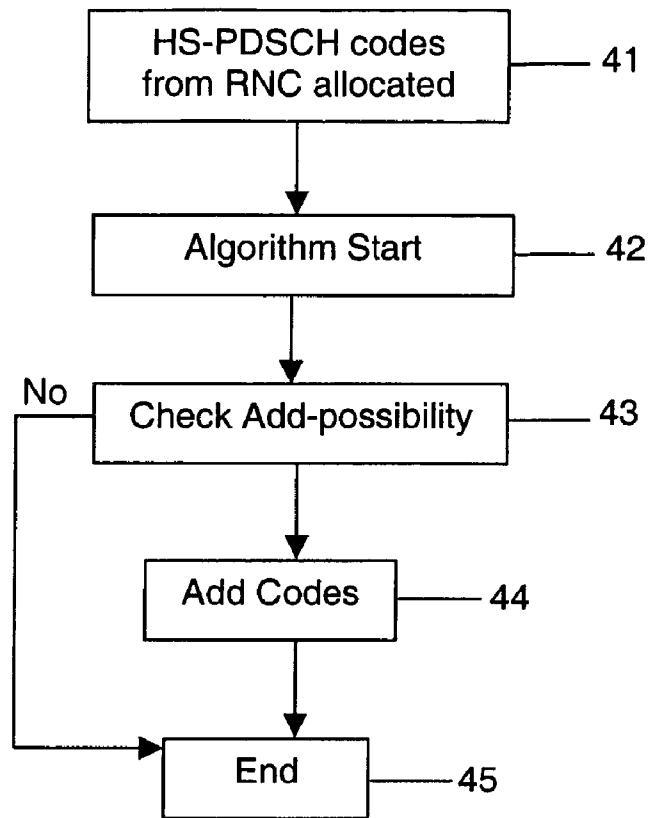 HS-PDSCH codes
from RNC allocated
41
Algorithm Start
42
No
Check Add-possibility
43
Add Codes
44
End
45